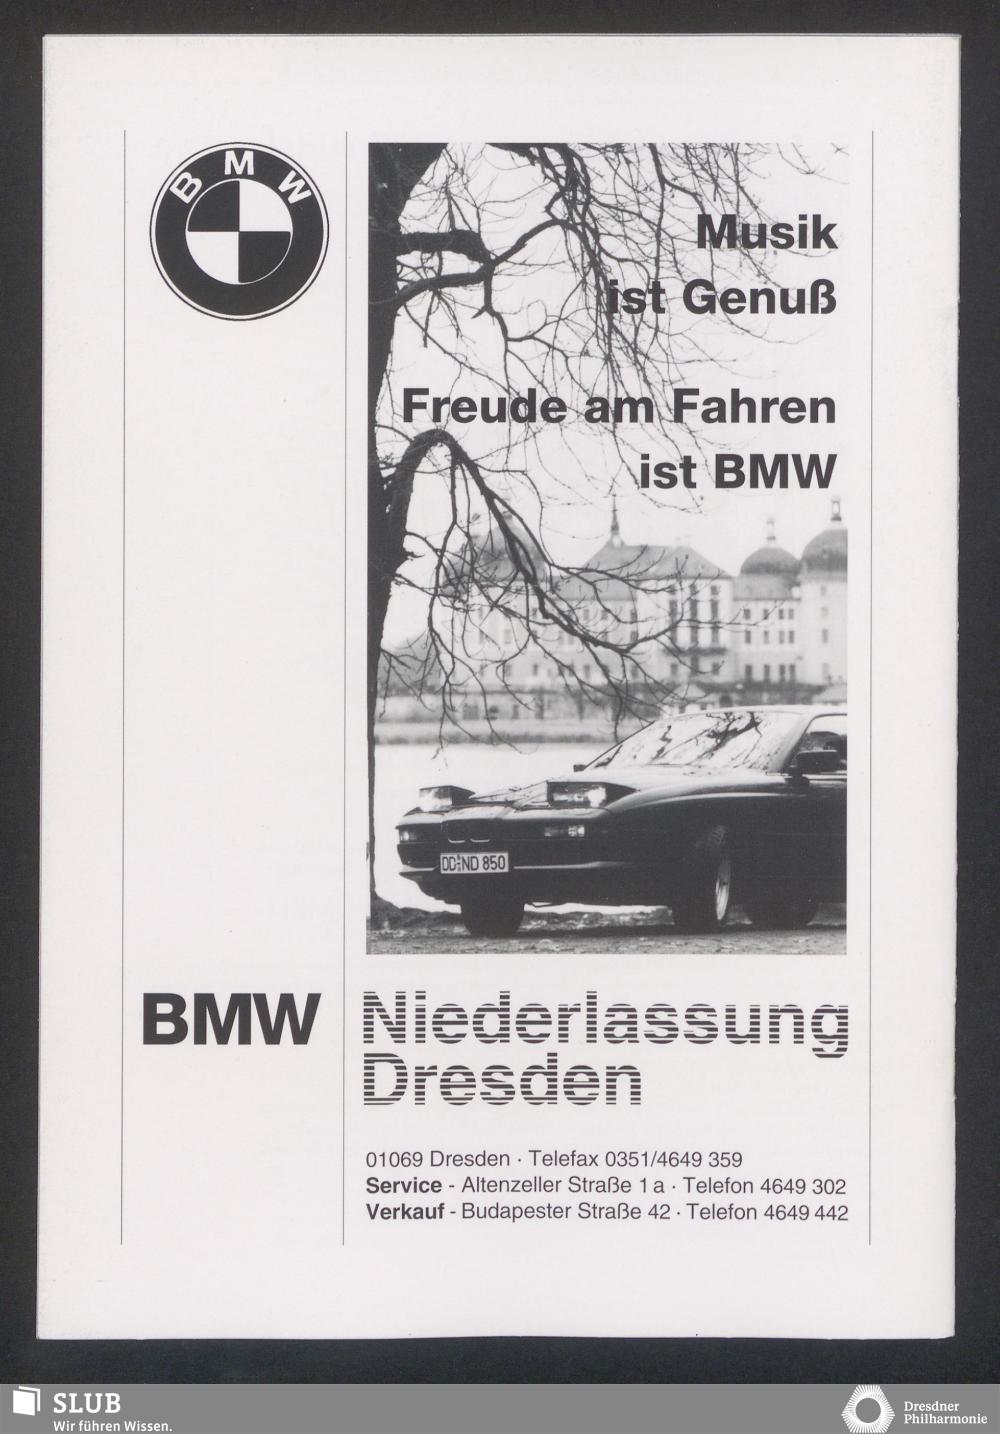 BMW
Musik
ist Genuß
Freude am Fahren
ist BMW
DD-ND 850
BMW Niederlassung
Dresden
01069 Dresden · Telefax 0351/4649 359
Service - Altenzeller Straße 1 a · Telefon 4649 302
Verkauf - Budapester Straße 42 · Telefon 4649 442
SLUB
Wir führen Wissen.
Dresdner
Philharmonie